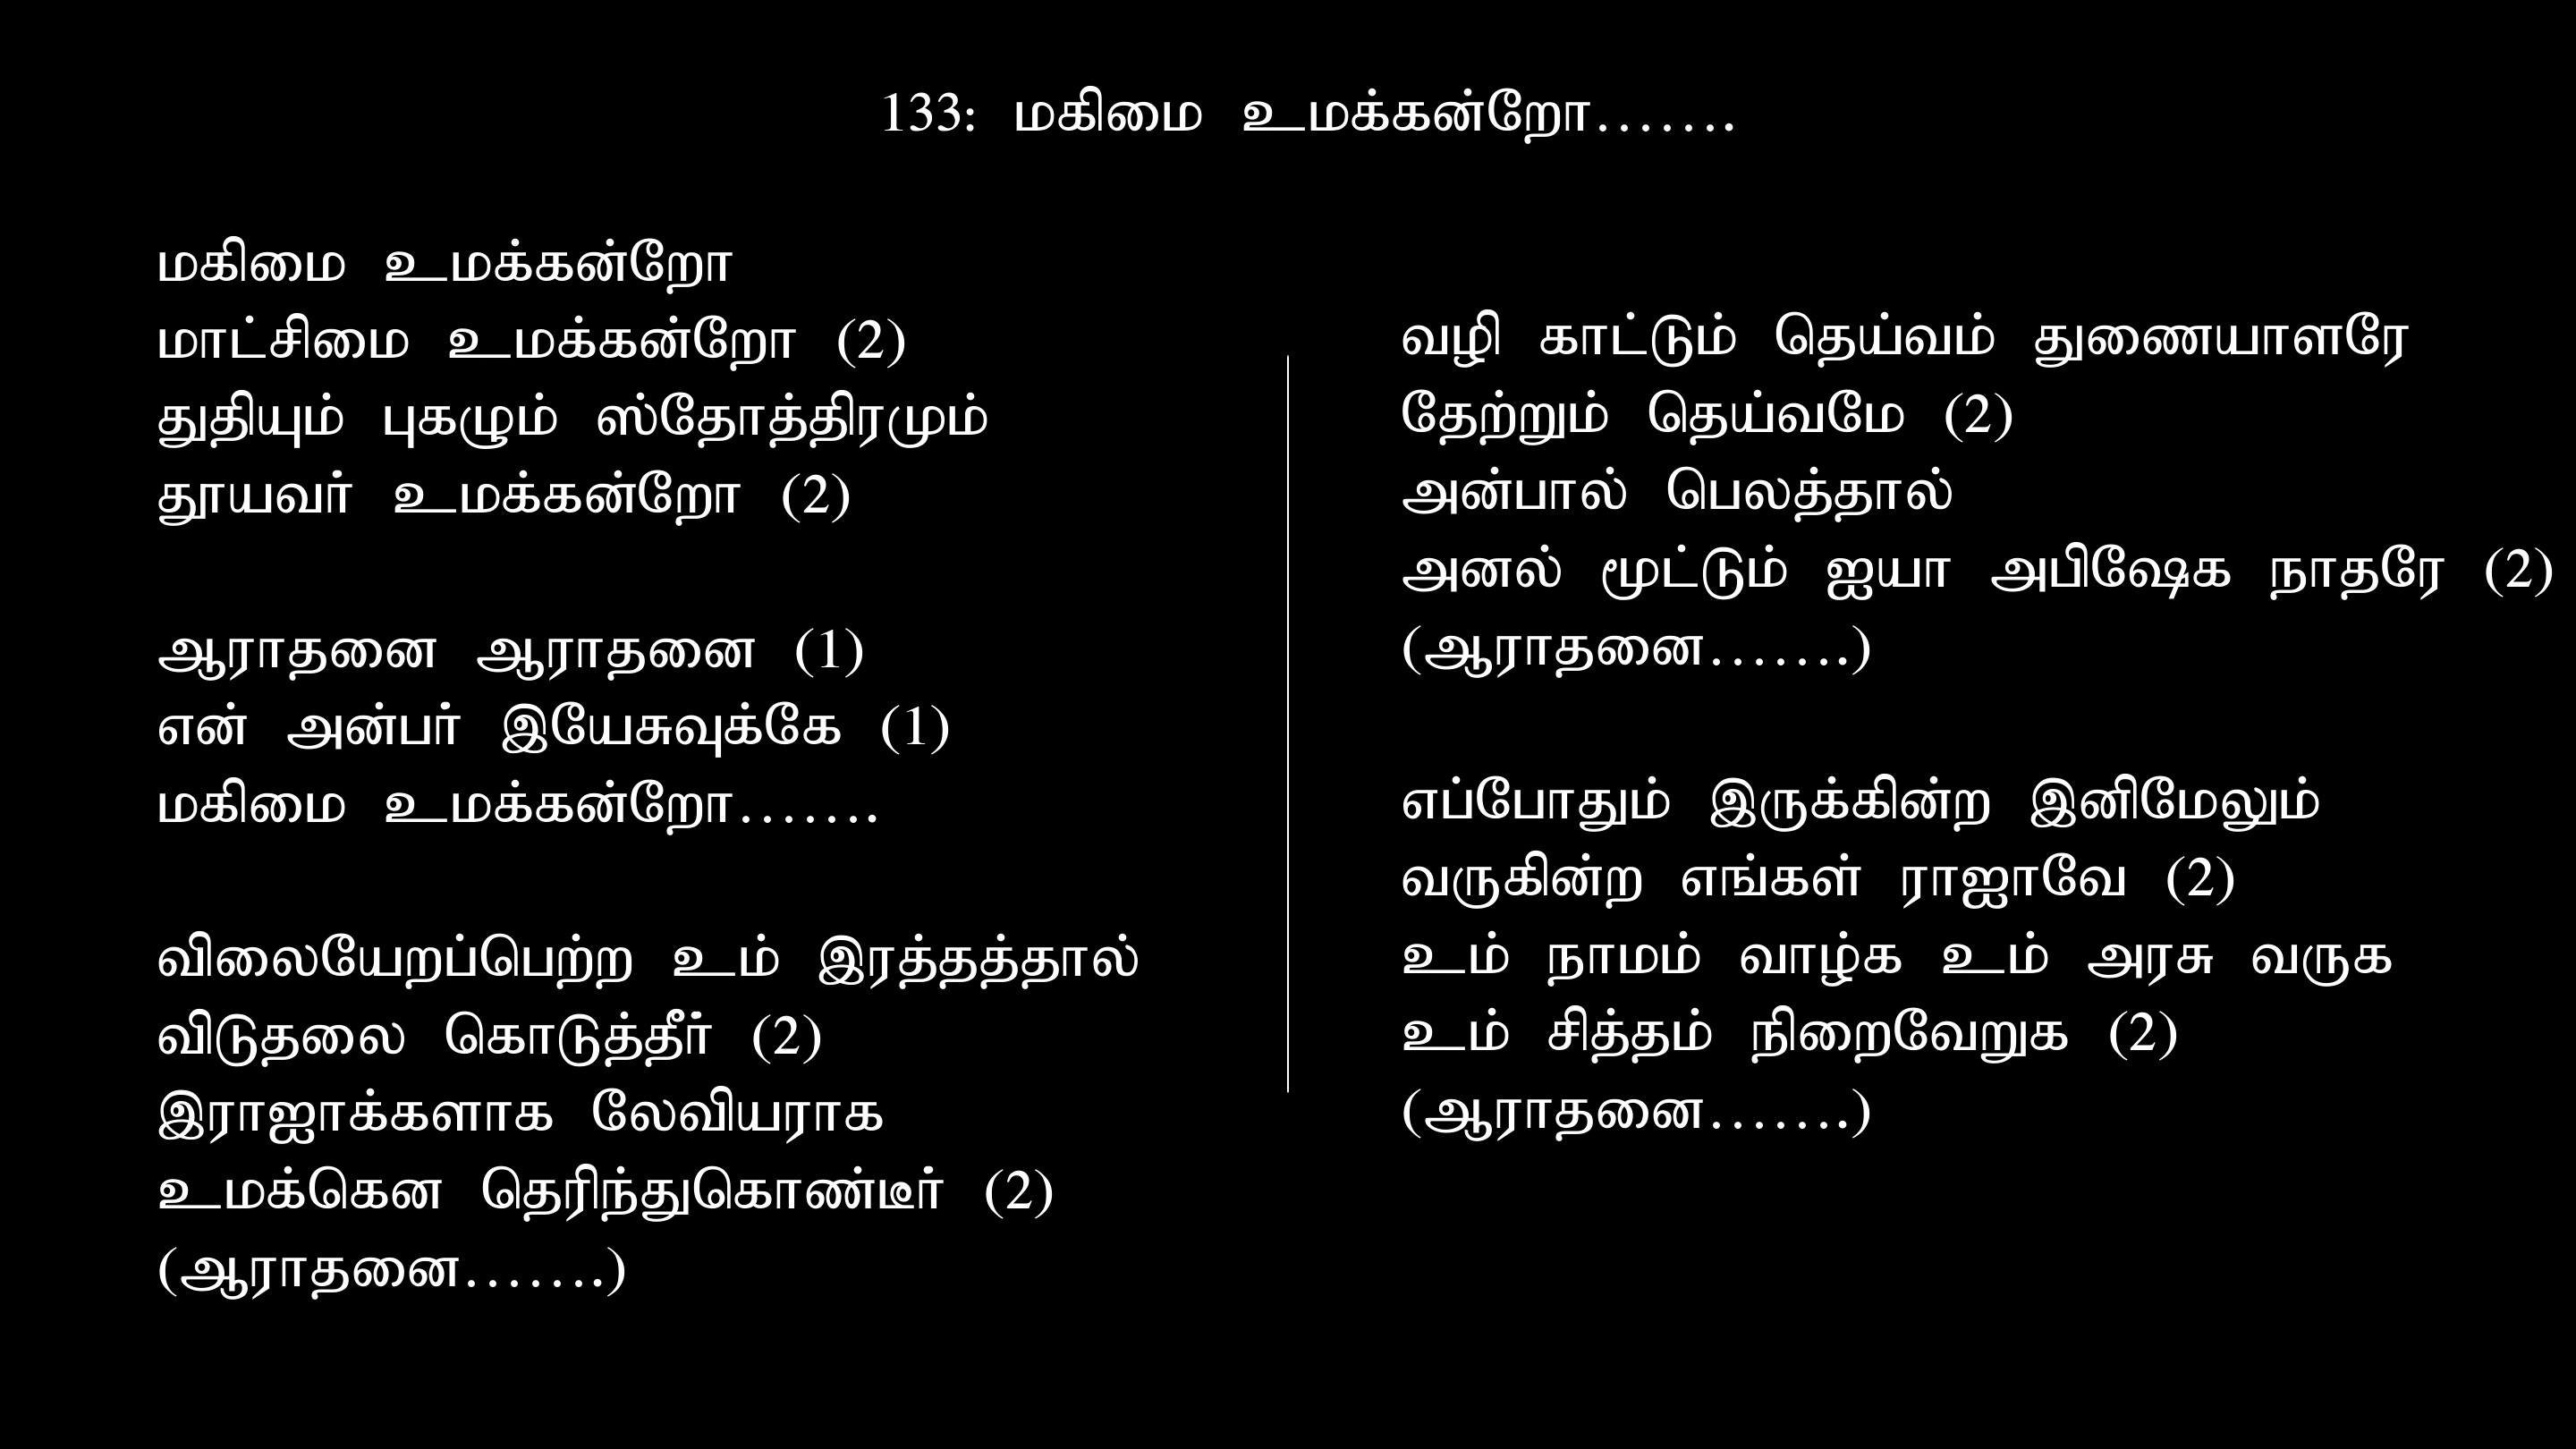 133: மகிமை உமக்கன்றோ.......
மகிமை உமக்கன்றோ
மாட்சிமை உமக்கன்றோ (2)
துதியும் புகழும் ஸ்தோத்திரமும்
தூயவர் உமக்கன்றோ (2)
ஆராதனை ஆராதனை (1)
என் அன்பர் இயேசுவுக்கே (1)
மகிமை உமக்கன்றோ.......
விலையேறப்பெற்ற உம் இரத்தத்தால்
விடுதலை கொடுத்தீர் (2)
இராஜாக்களாக லேவியராக
உமக்கென தெரிந்துகொண்டீர் (2)
(ஆராதனை.......)
வழி காட்டும் தெய்வம் துணையாளரே
தேற்றும் தெய்வமே (2)
அன்பால் பெலத்தால்
அனல் மூட்டும் ஐயா அபிஷேக நாதரே (2)
(ஆராதனை.......)
எப்போதும் இருக்கின்ற இனிமேலும்
வருகின்ற எங்கள் ராஜாவே (2)
உம் நாமம் வாழ்க உம் அரசு வருக
உம் சித்தம் நிறைவேறுக (2)
(ஆராதனை.......)